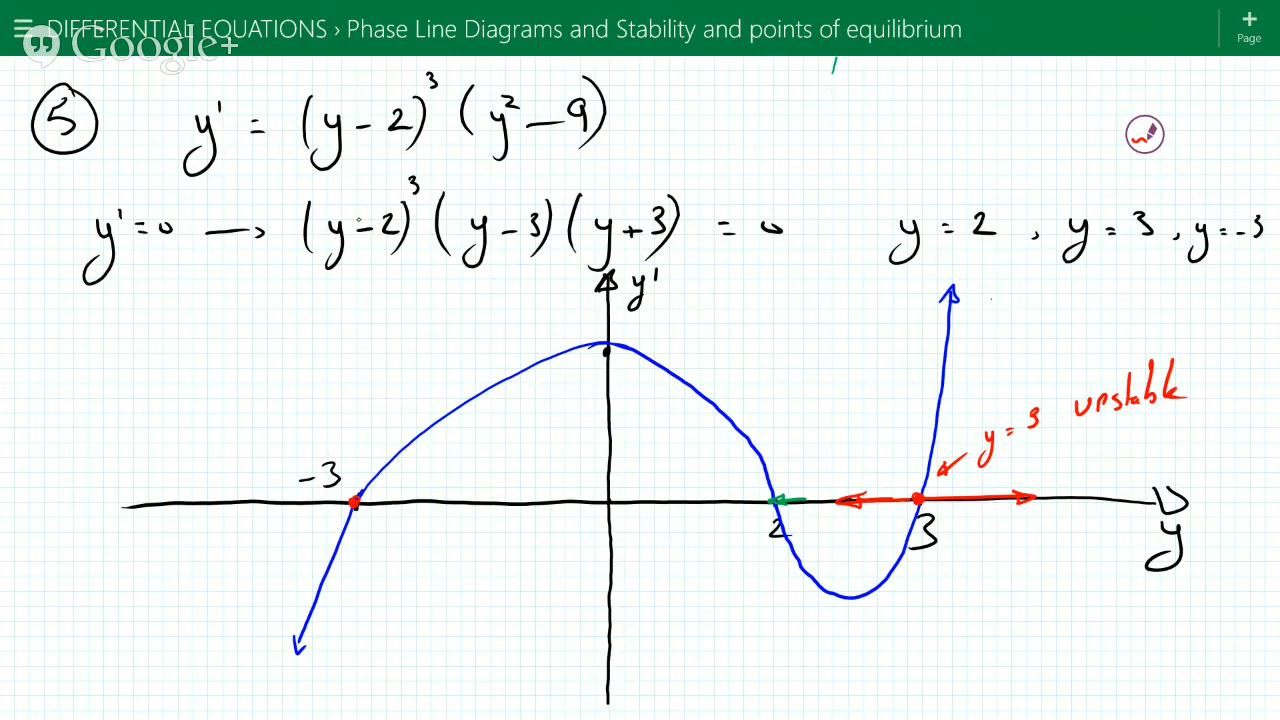 DIFFERENTIAL EQUATIONS › Phase Line Diagrams and Stability and points of equilibrium
Page
Google+
5 y' = (y-2)³ (y²-9)
y'=0 → (y-2)³ (y-3)(y+3) = 0 y = 2 , y = 3 , y = -3
y'
y = 3 unstable
-3
2
3
y